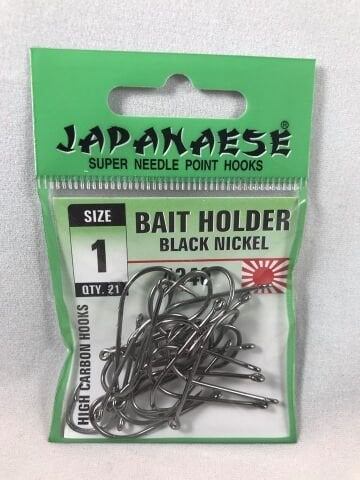 JAPANAESE®
SUPER NEEDLE POINT HOOKS
SIZE
1
QTY. 21
BAIT HOLDER
BLACK NICKEL
HIGH CARBON HOOKS